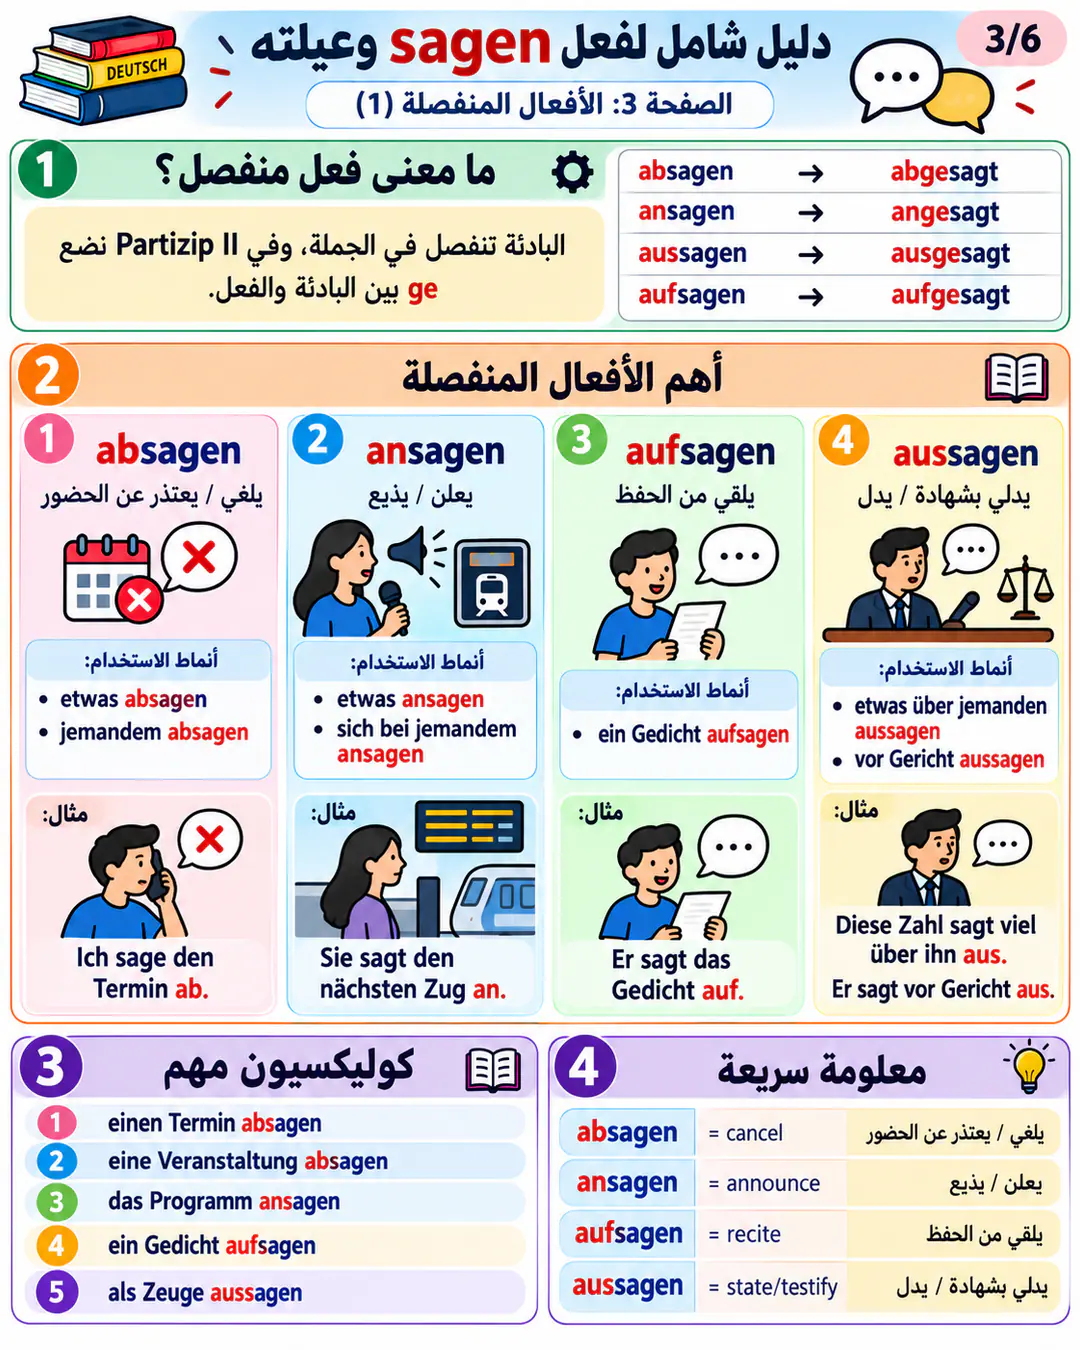 دليل شامل لفعل sagen وعيلته
3/6
DEUTSCH
الصفحة 3: الأفعال المنفصلة (1)
1
ما معنى فعل منفصل؟
البادئة تنفصل في الجملة، وفي Partizip II نضع
ge بين البادئة والفعل.
absagen → abgesagt
ansagen → angesagt
aussagen → ausgesagt
aufsagen → aufgesagt
2
أهم الأفعال المنفصلة
1
absagen
يلغي / يعتذر عن الحضور
أنماط الاستخدام:
• etwas absagen
• jemandem absagen
مثال:
Ich sage den
Termin ab.
2
ansagen
يعلن / يذيع
أنماط الاستخدام:
• etwas ansagen
• sich bei jemandem
ansagen
مثال:
Sie sagt den
nächsten Zug an.
3
aufsagen
يلقي من الحفظ
أنماط الاستخدام:
• ein Gedicht aufsagen
مثال:
Er sagt das
Gedicht auf.
4
aussagen
يدلي بشهادة / يدل
أنماط الاستخدام:
• etwas über jemanden
aussagen
• vor Gericht aussagen
مثال:
Diese Zahl sagt viel
über ihn aus.
Er sagt vor Gericht aus.
3
كوليكسيون مهم
1 einen Termin absagen
2 eine Veranstaltung absagen
3 das Programm ansagen
4 ein Gedicht aufsagen
5 als Zeuge aussagen
4
معلومة سريعة
absagen = cancel يلغي / يعتذر عن الحضور
ansagen = announce يعلن / يذيع
aufsagen = recite يلقي من الحفظ
aussagen = state/testify يدلي بشهادة / يدل